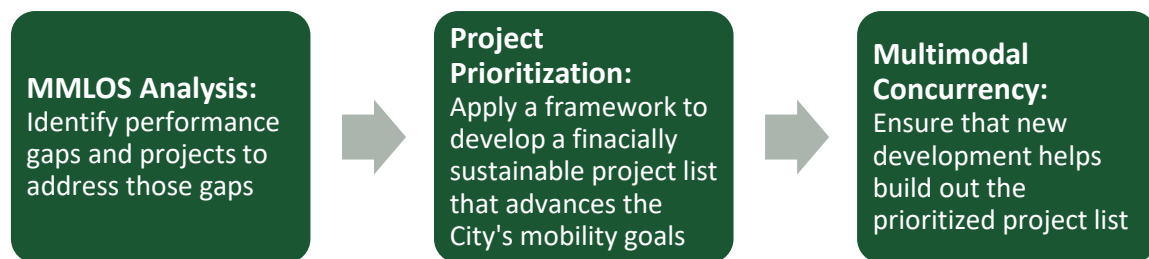 MMLOS Analysis:
Identify performance
gaps and projects to
address those gaps
Project
Prioritization:
Apply a framework to
develop a finacially
sustainable project list
that advances the
City's mobility goals
Multimodal
Concurrency:
Ensure that new
development helps
build out the
prioritized project list